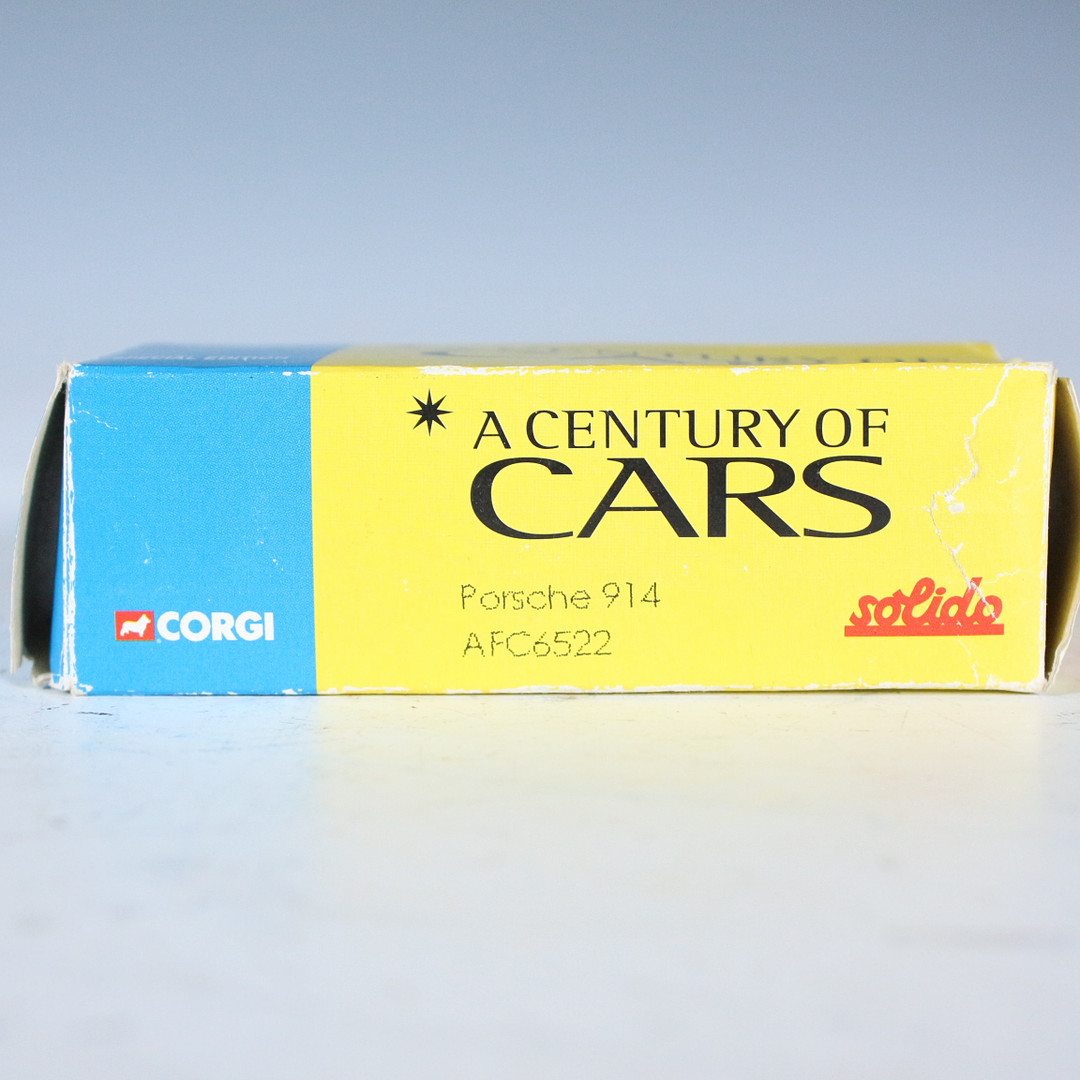 A CENTURY OF
CARS
Porsche 914
AFC6522
CORGI
solido